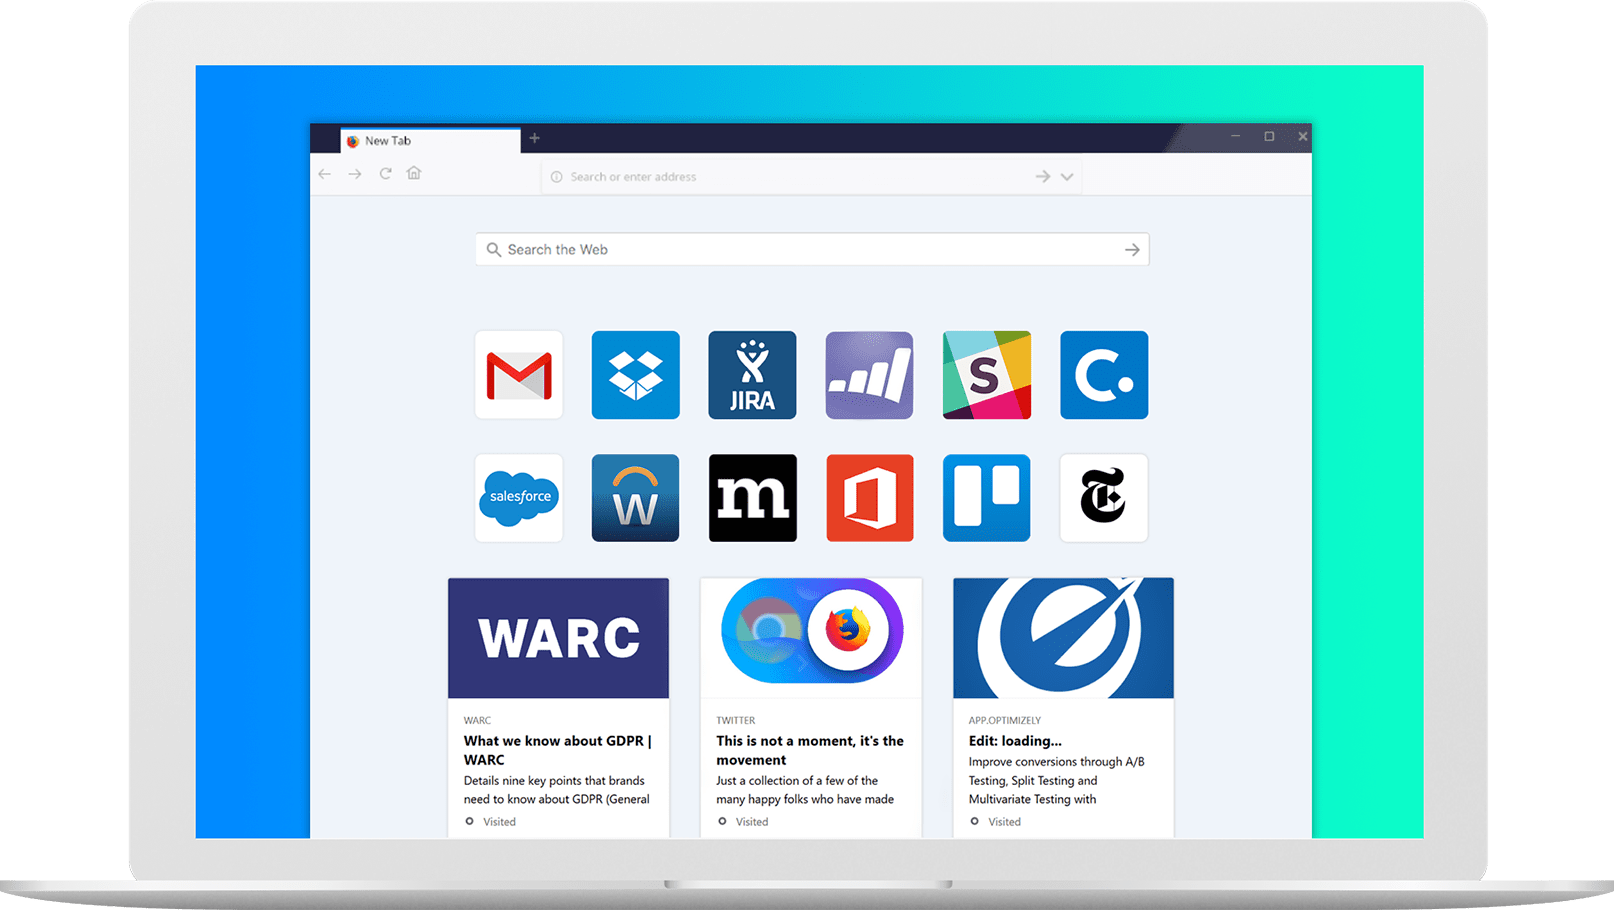 New Tab
Search or enter address
Search the Web
JIRA
S
C.
salesforce
W
m
T
WARC
WARC
What we know about GDPR |
WARC
Details nine key points that brands
need to know about GDPR (General
Visited
TWITTER
This is not a moment, it's the
movement
Just a collection of a few of the
many happy folks who have made
Visited
APP.OPTIMIZELY
Edit: loading...
Improve conversions through A/B
Testing, Split Testing and
Multivariate Testing with
Visited